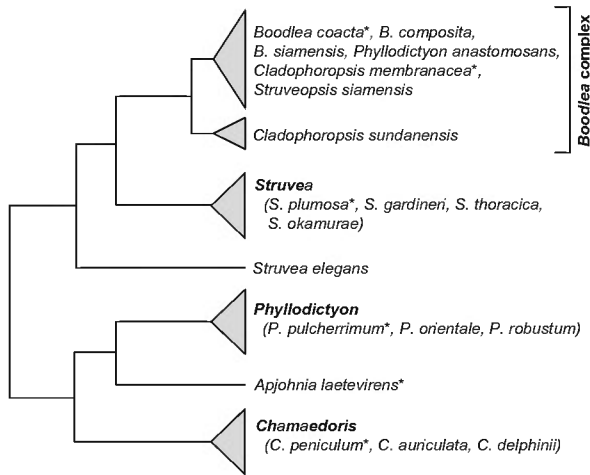 Boodlea coacta*, B. composita,
B. siamensis, Phyllodictyon anastomosans,
Cladophoropsis membranacea*,
Struveopsis siamensis
Boodlea complex
Cladophoropsis sundanensis
Struvea
(S. plumosa*, S. gardineri, S. thoracica,
S. okamurae)
Struvea elegans
Phyllodictyon
(P. pulcherrimum*, P. orientale, P. robustum)
Apjohnia laetevirens*
Chamaedoris
(C. peniculum*, C. auriculata, C. delphinii)